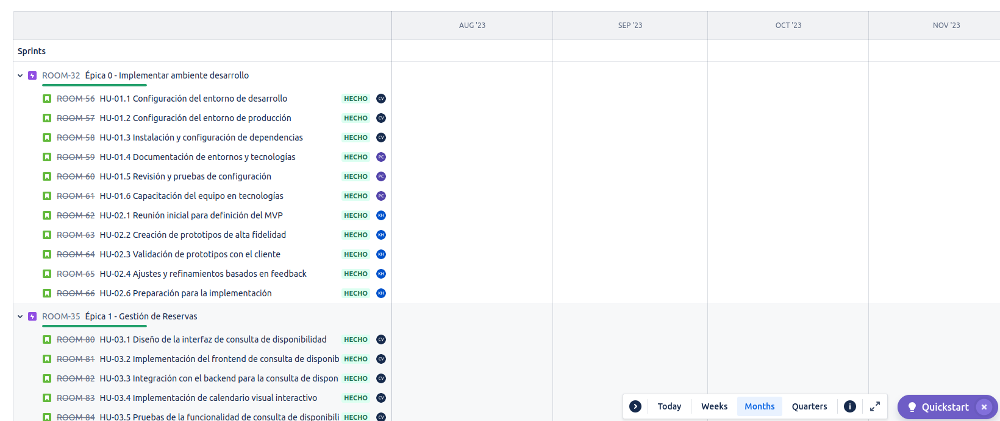 AUG '23 SEP '23 OCT '23 NOV '23
Sprints
ROOM-32 Épica 0 - Implementar ambiente desarrollo
ROOM-56 HU-01.1 Configuración del entorno de desarrollo HECHO CV
ROOM-57 HU-01.2 Configuración del entorno de producción HECHO CV
ROOM-58 HU-01.3 Instalación y configuración de dependencias HECHO CV
ROOM-59 HU-01.4 Documentación de entornos y tecnologías HECHO PC
ROOM-60 HU-01.5 Revisión y pruebas de configuración HECHO PC
ROOM-61 HU-01.6 Capacitación del equipo en tecnologías HECHO PC
ROOM-62 HU-02.1 Reunión inicial para definición del MVP HECHO KH
ROOM-63 HU-02.2 Creación de prototipos de alta fidelidad HECHO KH
ROOM-64 HU-02.3 Validación de prototipos con el cliente HECHO KH
ROOM-65 HU-02.4 Ajustes y refinamientos basados en feedback HECHO KH
ROOM-66 HU-02.6 Preparación para la implementación HECHO KH
ROOM-35 Épica 1 - Gestión de Reservas
ROOM-80 HU-03.1 Diseño de la interfaz de consulta de disponibilidad HECHO CV
ROOM-81 HU-03.2 Implementación del frontend de consulta de disponib HECHO CV
ROOM-82 HU-03.3 Integración con el backend para la consulta de dispon HECHO CV
ROOM-83 HU-03.4 Implementación de calendario visual interactivo HECHO CV
ROOM-84 HU-03.5 Pruebas de la funcionalidad de consulta de disponibili HECHO CV
Today Weeks Months Quarters
Quickstart